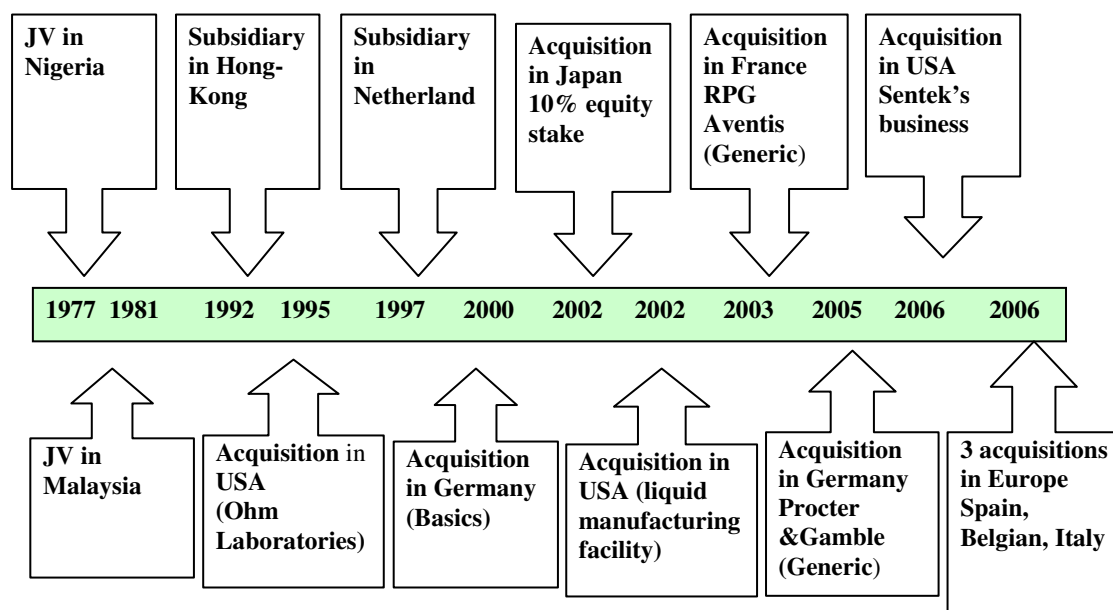 JV in
Nigeria
Subsidiary
in Hong-
Kong
Subsidiary
in
Netherland
Acquisition
in Japan
10% equity
stake
Acquisition
in France
RPG
Aventis
(Generic)
Acquisition
in USA
Sentek’s
business
1977 1981 1992 1995 1997 2000 2002 2002 2003 2005 2006 2006
JV in
Malaysia
Acquisition in
USA
(Ohm
Laboratories)
Acquisition
in Germany
(Basics)
Acquisition in
USA (liquid
manufacturing
facility)
Acquisition
in Germany
Procter
&Gamble
(Generic)
3 acquisitions
in Europe
Spain,
Belgian, Italy